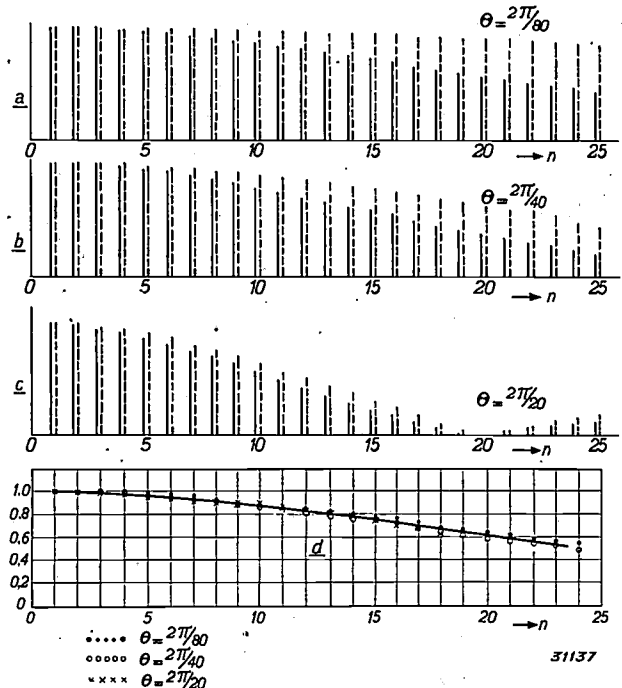 Θ = 2π/80
a
0 5 10 15 20 → n 25
Θ = 2π/40
b
0 5 10 15 20 → n 25
c
Θ = 2π/20
0 5 10 15 20 → n 25
1.0
0.8
0.6
0.4
0,2
0
d
0 5 10 15 20 → n 25
•••• Θ = 2π/80
oooo Θ = 2π/40
×××× Θ = 2π/20
31137